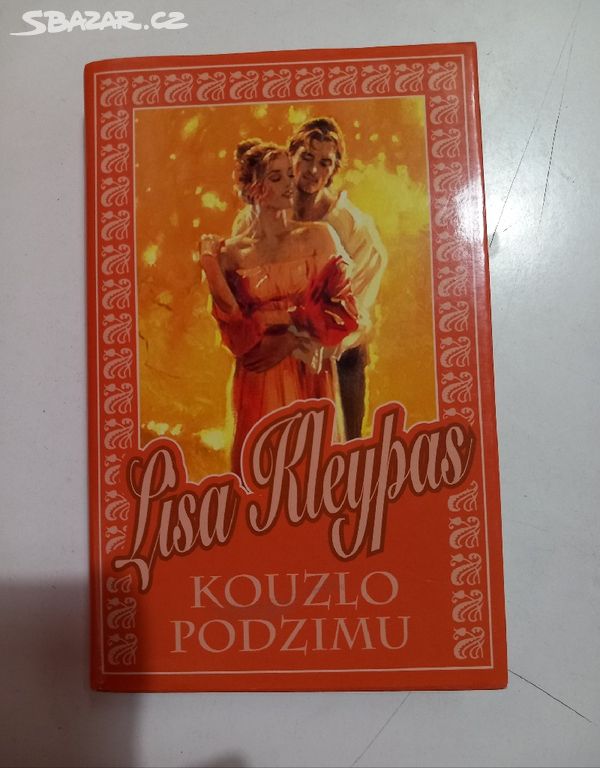 SBAZAR.CZ
Lisa Kleypas
KOUZLO
PODZIMU